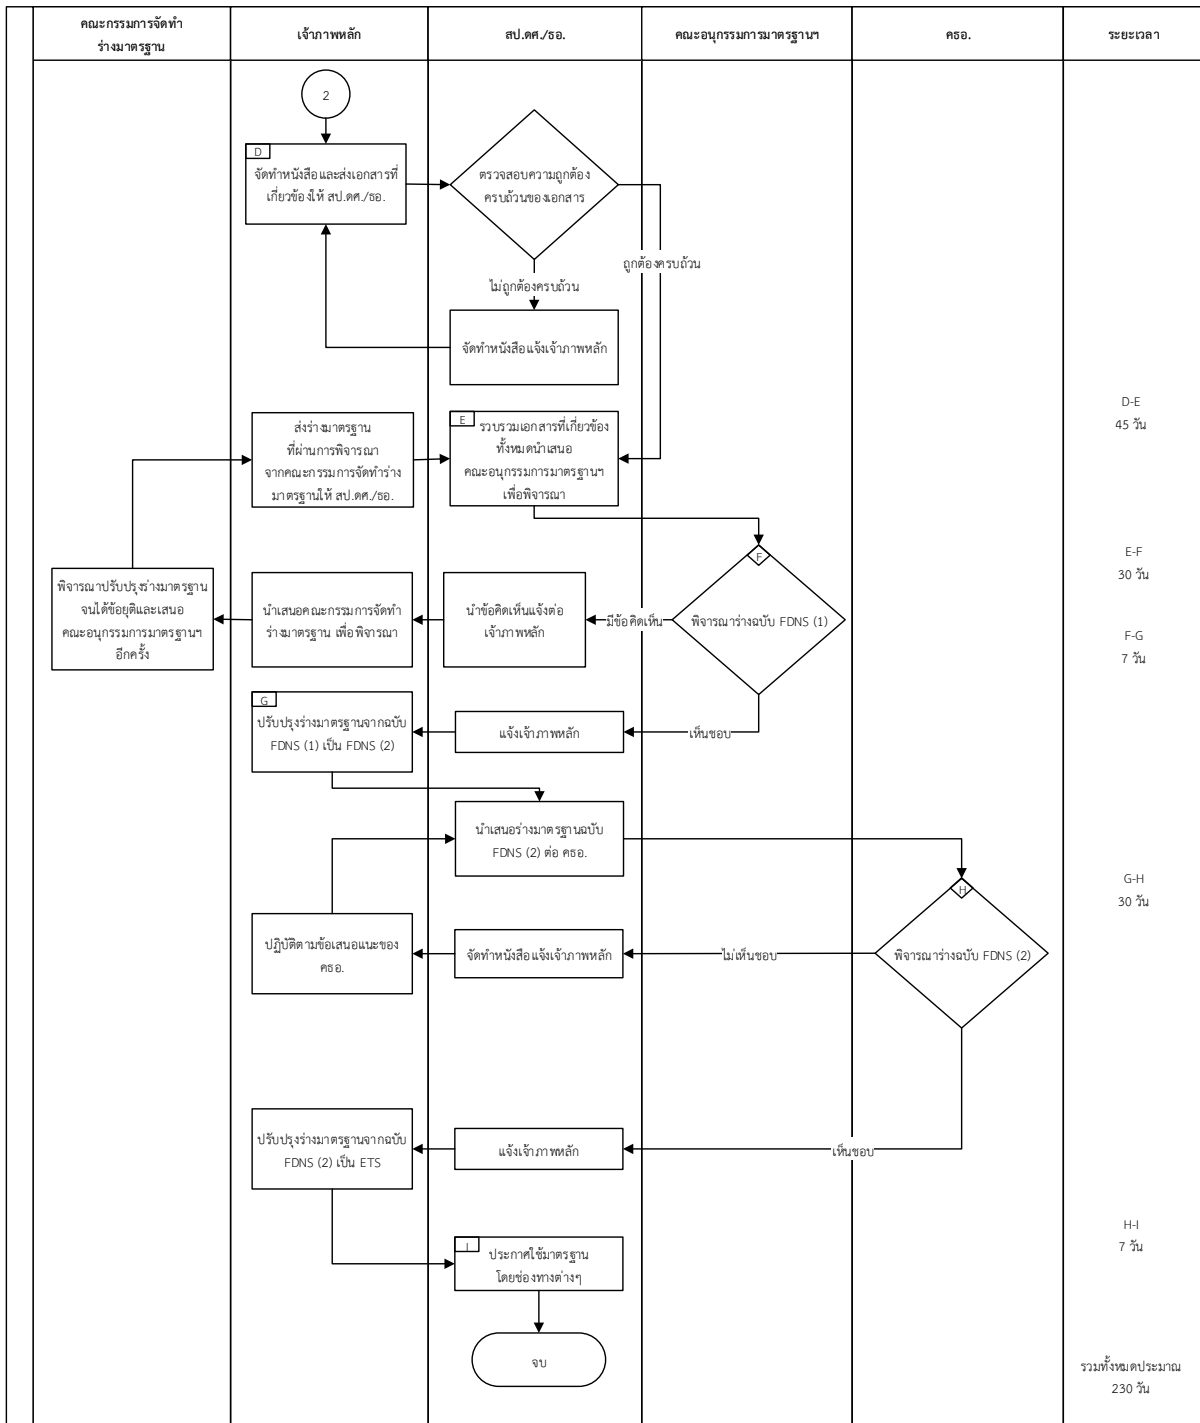 คณะกรรมการจัดทำ
ร่างมาตรฐาน
เจ้าภาพหลัก
สป.ดศ./ธอ.
คณะอนุกรรมการมาตรฐานฯ
คธอ.
ระยะเวลา
2
D
จัดทำหนังสือและส่งเอกสารที่
เกี่ยวข้องให้ สป.ดศ./ธอ.
ตรวจสอบความถูกต้อง
ครบถ้วนของเอกสาร
ถูกต้องครบถ้วน
ไม่ถูกต้องครบถ้วน
จัดทำหนังสือแจ้งเจ้าภาพหลัก
D-E
45 วัน
ส่งร่างมาตรฐาน
ที่ผ่านการพิจารณา
จากคณะกรรมการจัดทำร่าง
มาตรฐานให้ สป.ดศ./ธอ.
E
รวบรวมเอกสารที่เกี่ยวข้อง
ทั้งหมดนำเสนอ
คณะอนุกรรมการมาตรฐานฯ
เพื่อพิจารณา
E-F
30 วัน
พิจารณาปรับปรุงร่างมาตรฐาน
จนได้ข้อยุติและเสนอ
คณะอนุกรรมการมาตรฐานฯ
อีกครั้ง
นำเสนอคณะกรรมการจัดทำ
ร่างมาตรฐาน เพื่อพิจารณา
นำข้อคิดเห็นแจ้งต่อ
เจ้าภาพหลัก
มีข้อคิดเห็น
F
พิจารณาร่างฉบับ FDNS (1)
F-G
7 วัน
G
ปรับปรุงร่างมาตรฐานจากฉบับ
FDNS (1) เป็น FDNS (2)
แจ้งเจ้าภาพหลัก
เห็นชอบ
นำเสนอร่างมาตรฐานฉบับ
FDNS (2) ต่อ คธอ.
G-H
30 วัน
ปฏิบัติตามข้อเสนอแนะของ
คธอ.
จัดทำหนังสือแจ้งเจ้าภาพหลัก
ไม่เห็นชอบ
H
พิจารณาร่างฉบับ FDNS (2)
ปรับปรุงร่างมาตรฐานจากฉบับ
FDNS (2) เป็น ETS
แจ้งเจ้าภาพหลัก
เห็นชอบ
H-I
7 วัน
I
ประกาศใช้มาตรฐาน
โดยช่องทางต่างๆ
จบ
รวมทั้งหมดประมาณ
230 วัน